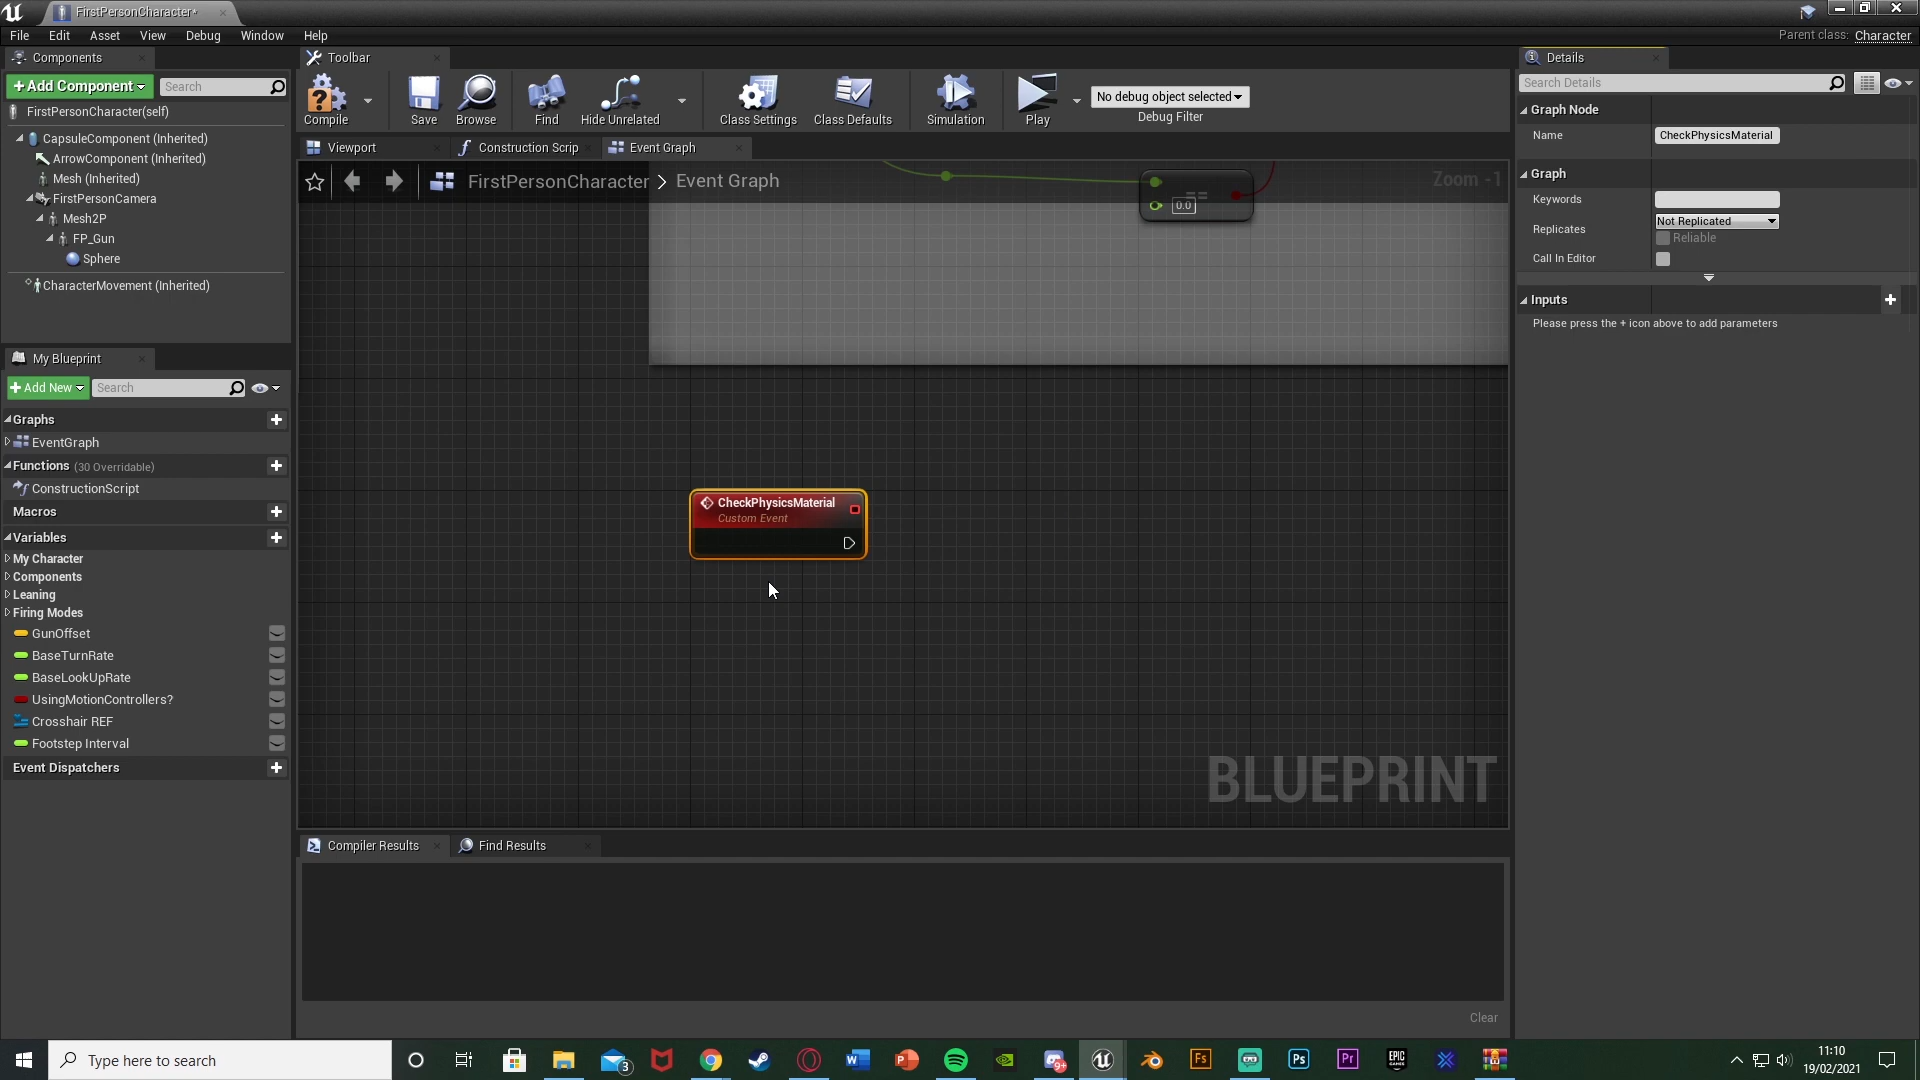 FirstPersonCharacter*
File Edit Asset View Debug Window Help
Parent class: Character
Components
+Add Component
Search
FirstPersonCharacter(self)
CapsuleComponent (Inherited)
ArrowComponent (Inherited)
Mesh (Inherited)
FirstPersonCamera
Mesh2P
FP_Gun
Sphere
CharacterMovement (Inherited)
My Blueprint
+Add New
Search
Graphs
EventGraph
Functions (30 Overridable)
ConstructionScript
Macros
Variables
My Character
Components
Leaning
Firing Modes
GunOffset
BaseTurnRate
BaseLookUpRate
UsingMotionControllers?
Crosshair REF
Footstep Interval
Event Dispatchers
Toolbar
Compile
Save
Browse
Find
Hide Unrelated
Class Settings
Class Defaults
Simulation
Play
No debug object selected
Debug Filter
Viewport
Construction Scrip
Event Graph
FirstPersonCharacter > Event Graph
Zoom -1
==
0.0
CheckPhysicsMaterial
Custom Event
BLUEPRINT
Compiler Results
Find Results
Clear
Details
Search Details
Graph Node
Name CheckPhysicsMaterial
Graph
Keywords
Replicates Not Replicated
Reliable
Call In Editor
Inputs
Please press the + icon above to add parameters
Type here to search
3
9+
11:10
19/02/2021